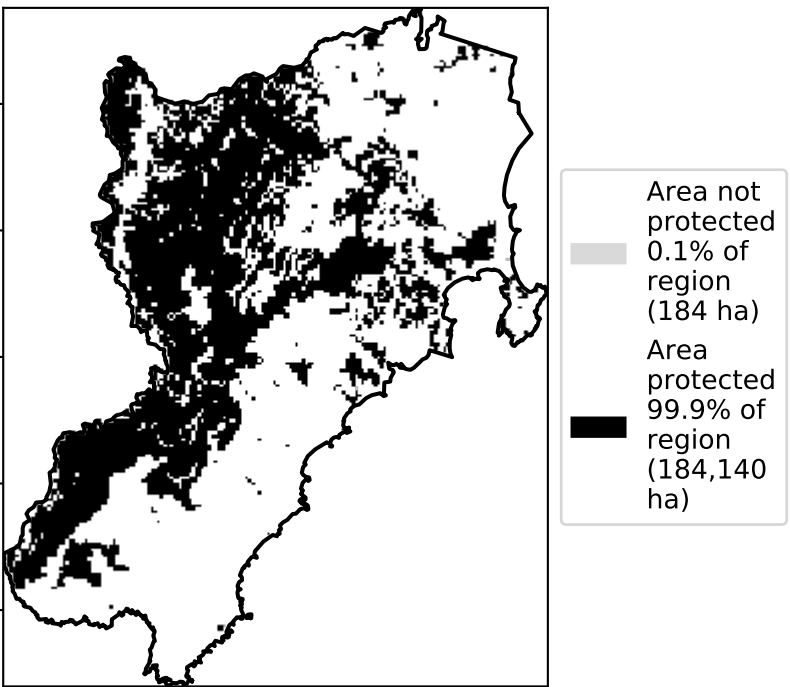 Area not
protected
0.1% of
region
(184 ha)
Area
protected
99.9% of
region
(184,140
ha)